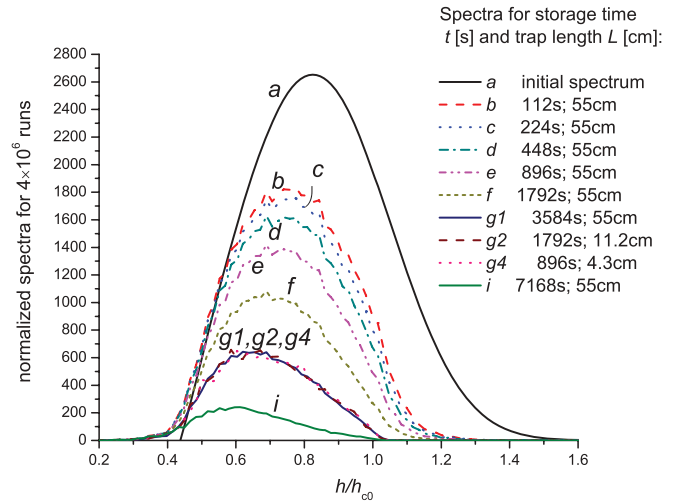 Spectra for storage time
t [s] and trap length L [cm]:
a initial spectrum
b 112s; 55cm
c 224s; 55cm
d 448s; 55cm
e 896s; 55cm
f 1792s; 55cm
g1 3584s; 55cm
g2 1792s; 11.2cm
g4 896s; 4.3cm
i 7168s; 55cm
normalized spectra for 4×10⁶ runs
2800
2600
2400
2200
2000
1800
1600
1400
1200
1000
800
600
400
200
0
a
b
c
d
e
f
g1,g2,g4
i
0.2 0.4 0.6 0.8 1.0 1.2 1.4 1.6
h/hc0